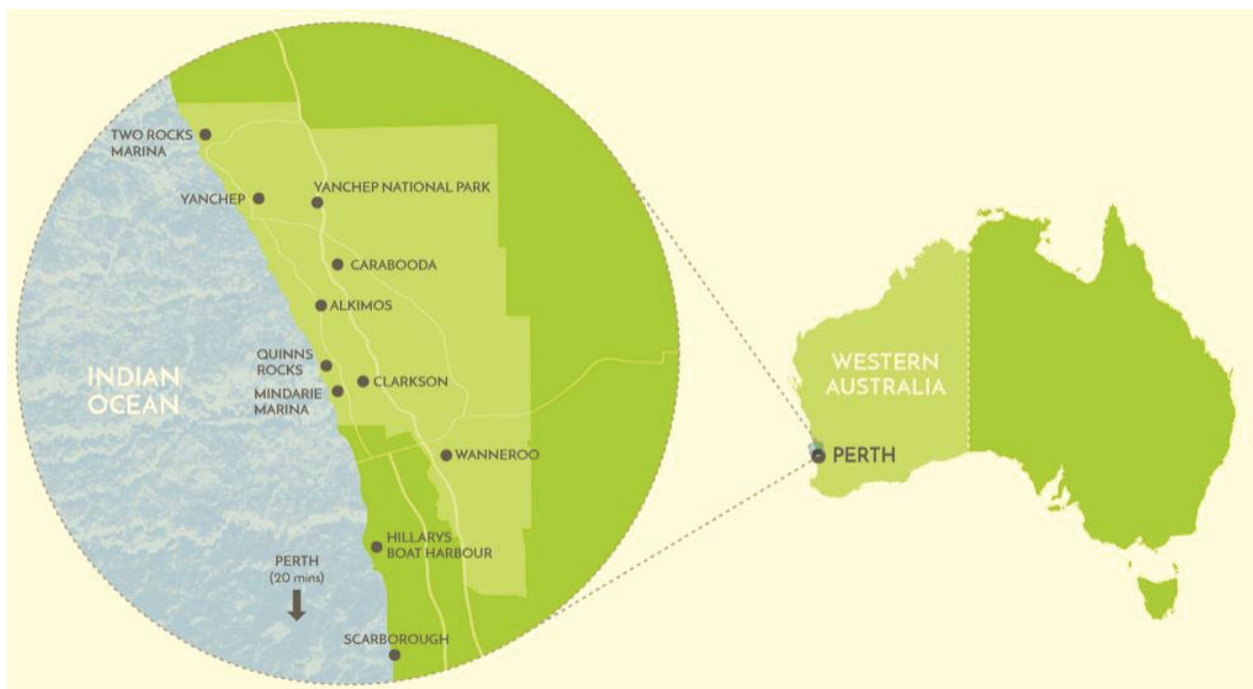 TWO ROCKS
MARINA
YANCHEP
YANCHEP NATIONAL PARK
CARABOODA
ALKIMOS
QUINNS
ROCKS
CLARKSON
MINDARIE
MARINA
INDIAN
OCEAN
WANNEROO
HILLARYS
BOAT HARBOUR
PERTH
(20 mins)
SCARBOROUGH
WESTERN
AUSTRALIA
PERTH